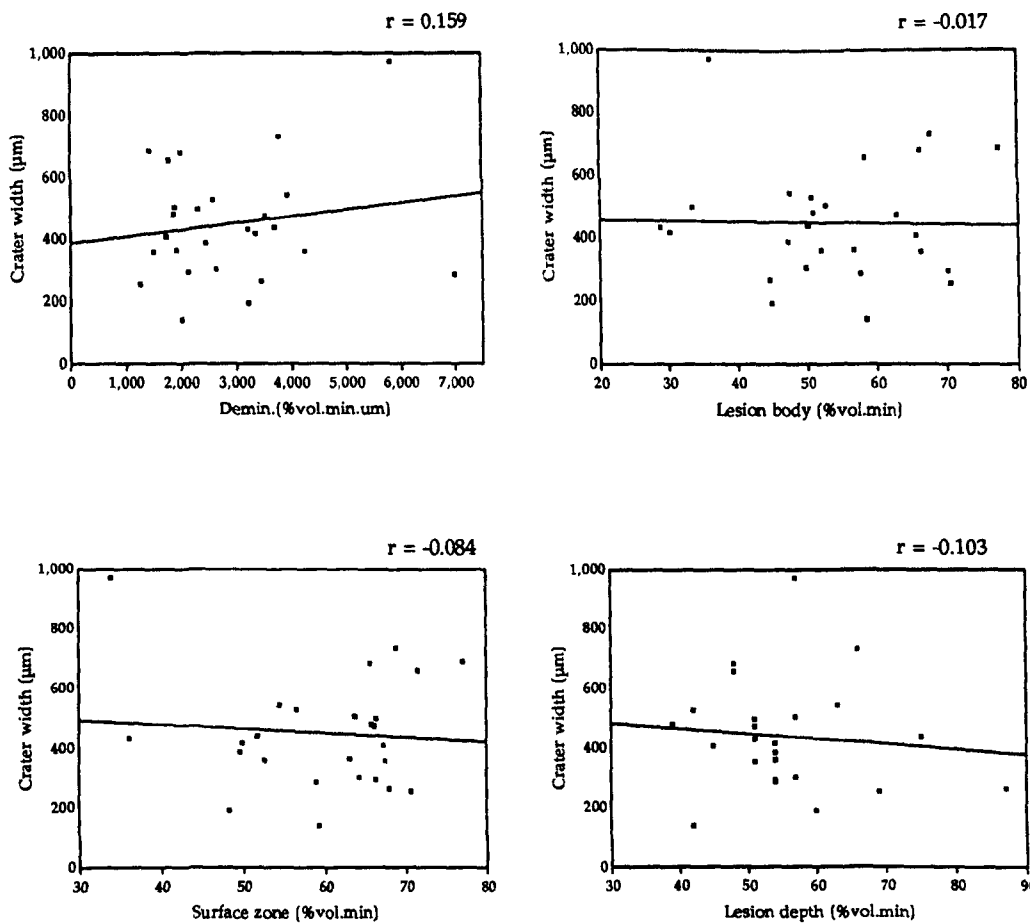 r = 0.159
1,000
800
600
400
200
0
Crater width (µm)
0 1,000 2,000 3,000 4,000 5,000 6,000 7,000
Demin.(%vol.min.um)
r = -0.017
1,000
800
600
400
200
0
Crater width (µm)
20 30 40 50 60 70 80
Lesion body (%vol.min)
r = -0.084
1,000
800
600
400
200
0
Crater width (µm)
30 40 50 60 70 80
Surface zone (%vol.min)
r = -0.103
1,000
800
600
400
200
0
Crater width (µm)
30 40 50 60 70 80 90
Lesion depth (%vol.min)